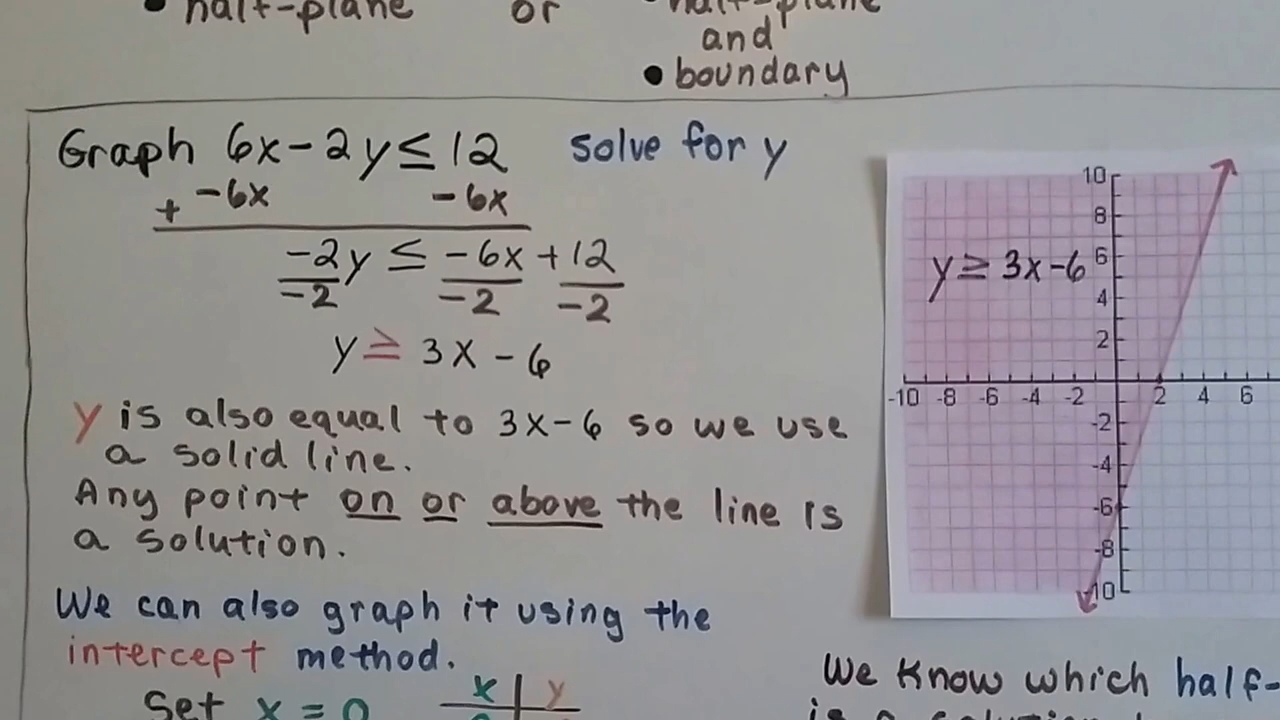 half-plane or half-plane
and
• boundary
Graph 6x - 2y ≤ 12 solve for y
+ -6x -6x
-2y ≤ -6x + 12
-2 -2 -2
y ≥ 3x - 6
y is also equal to 3x-6 so we use
a solid line.
Any point on or above the line is
a solution.
We can also graph it using the
intercept method.
Set x = 0
x y
10
8
y ≥ 3x-6 6
4
2
-10 -8 -6 -4 -2 2 4 6
-2
-4
-6
-8
-10
We know which half-
is a solution